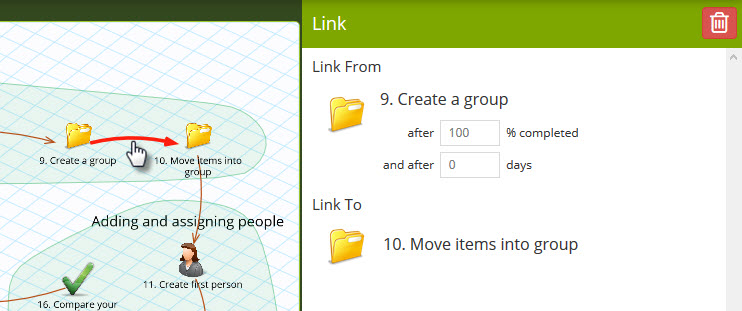 9. Create a group
10. Move items into
group
Adding and assigning people
11. Create first person
16. Compare your
Link
Link From
9. Create a group
after 100 % completed
and after 0 days
Link To
10. Move items into group